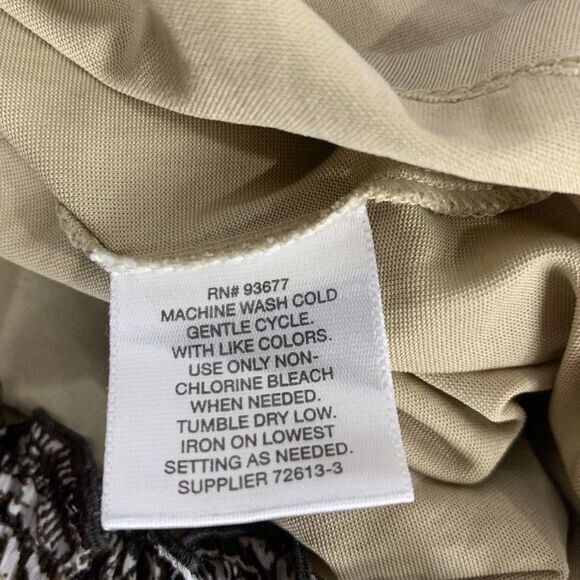 RN# 93677
MACHINE WASH COLD
GENTLE CYCLE.
WITH LIKE COLORS.
USE ONLY NON-
CHLORINE BLEACH
WHEN NEEDED.
TUMBLE DRY LOW.
IRON ON LOWEST
SETTING AS NEEDED.
SUPPLIER 72613-3